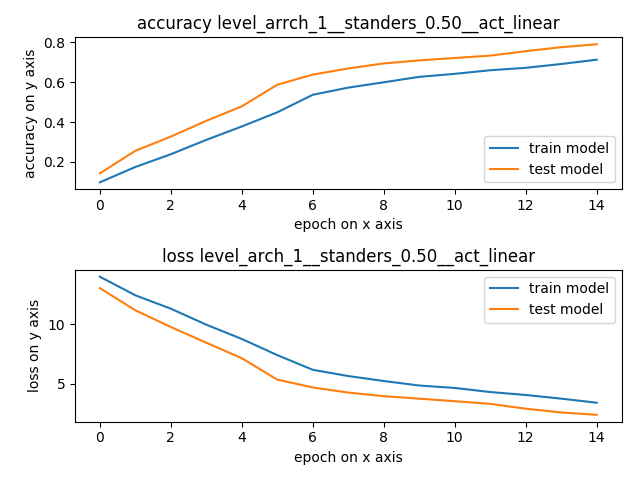 accuracy level_arrch_1__standers_0.50__act_linear
accuracy on y axis
0.8
0.6
0.4
0.2
train model
test model
0 2 4 6 8 10 12 14
epoch on x axis
loss level_arch_1__standers_0.50__act_linear
loss on y axis
10
5
train model
test model
0 2 4 6 8 10 12 14
epoch on x axis